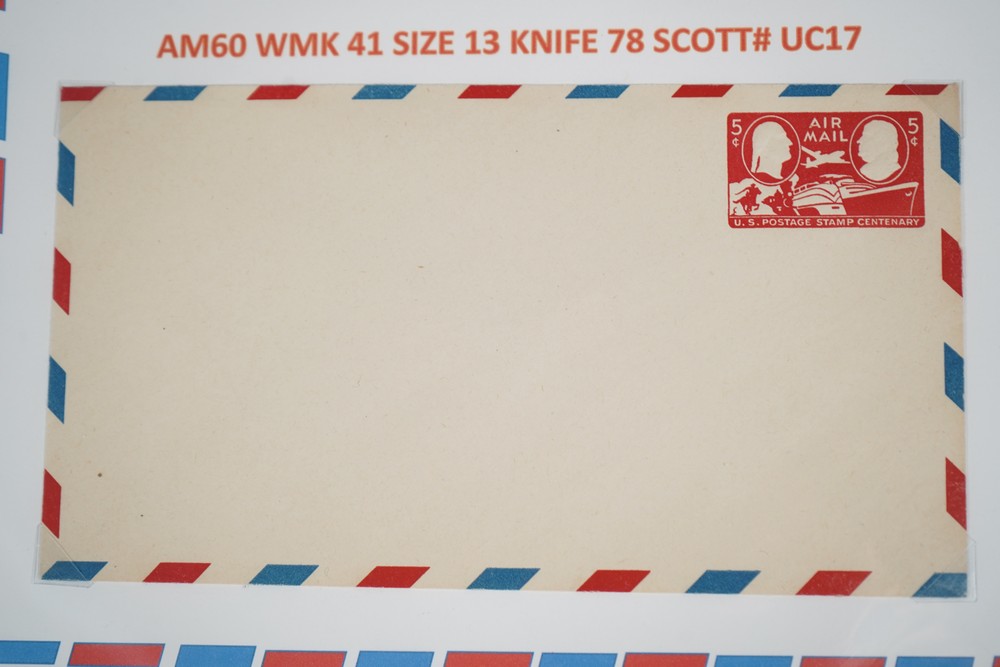 AM60 WMK 41 SIZE 13 KNIFE 78 SCOTT# UC17
5¢ AIR MAIL 5¢
U.S. POSTAGE STAMP CENTENARY